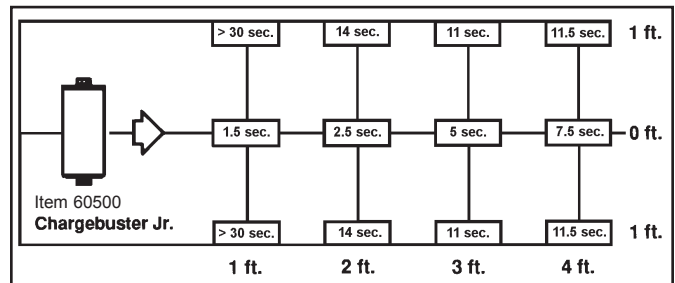 > 30 sec. 14 sec. 11 sec. 11.5 sec. 1 ft.
1.5 sec. 2.5 sec. 5 sec. 7.5 sec. 0 ft.
Item 60500
Chargebuster Jr.
> 30 sec. 14 sec. 11 sec. 11.5 sec. 1 ft.
1 ft. 2 ft. 3 ft. 4 ft.